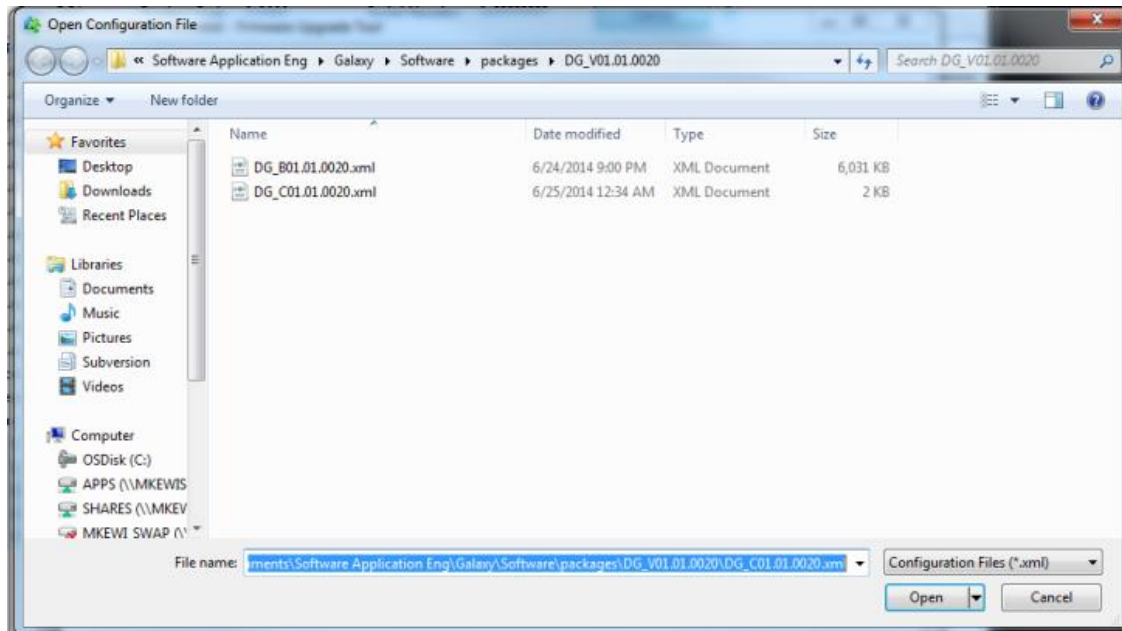 Open Configuration File
« Software Application Eng ▸ Galaxy ▸ Software ▸ packages ▸ DG_V01.01.0020
Search DG_V01.01.0020
Organize ▾ New folder
Favorites
Desktop
Downloads
Recent Places
Libraries
Documents
Music
Pictures
Subversion
Videos
Computer
OSDisk (C:)
APPS (\\MKEWIS
SHARES (\\MKEV
MKEWI SWAP (\
Name Date modified Type Size
DG_B01.01.0020.xml 6/24/2014 9:00 PM XML Document 6,031 KB
DG_C01.01.0020.xml 6/25/2014 12:34 AM XML Document 2 KB
File name: uments\Software Application Eng\Galaxy\Software\packages\DG_V01.01.0020\DG_C01.01.0020.xml
Configuration Files (*.xml)
Open Cancel